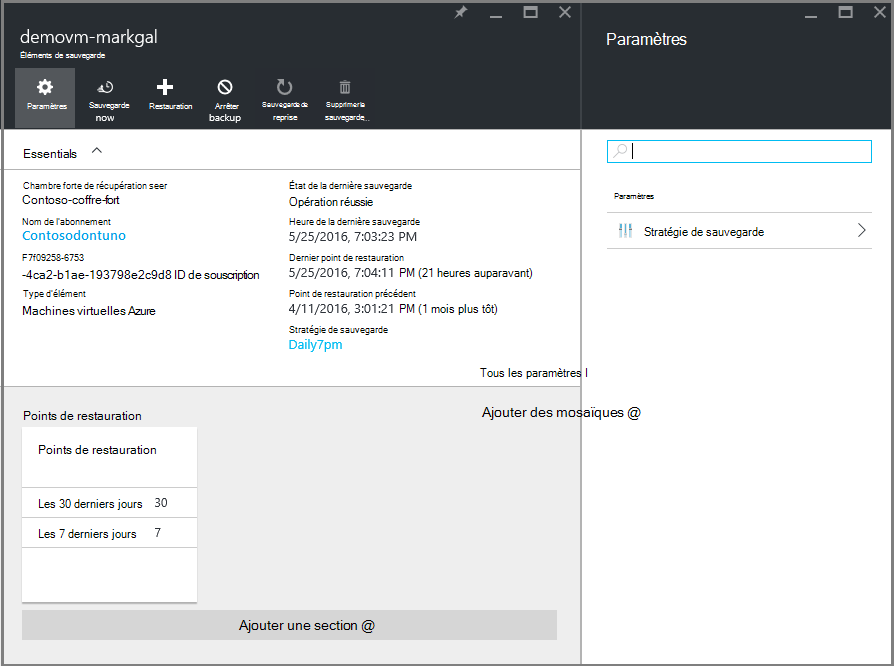 demovm-markgal
Éléments de sauvegarde
Paramètres
Sauvegarde
now
Restauration
Arrêter
backup
Sauvegarde de
reprise
Supprimer la
sauvegarde...
Essentials
Chambre forte de récupération seer
Contoso-coffre-fort
Nom de l'abonnement
Contosodontuno
F7f09258-6753
-4ca2-b1ae-193798e2c9d8 ID de souscription
Type d'élément
Machines virtuelles Azure
État de la dernière sauvegarde
Opération réussie
Heure de la dernière sauvegarde
5/25/2016, 7:03:23 PM
Dernier point de restauration
5/25/2016, 7:04:11 PM (21 heures auparavant)
Point de restauration précédent
4/11/2016, 3:01:21 PM (1 mois plus tôt)
Stratégie de sauvegarde
Daily7pm
Tous les paramètres l
Ajouter des mosaïques @
Points de restauration
Points de restauration
Les 30 derniers jours 30
Les 7 derniers jours 7
Ajouter une section @
Paramètres
Paramètres
Stratégie de sauvegarde